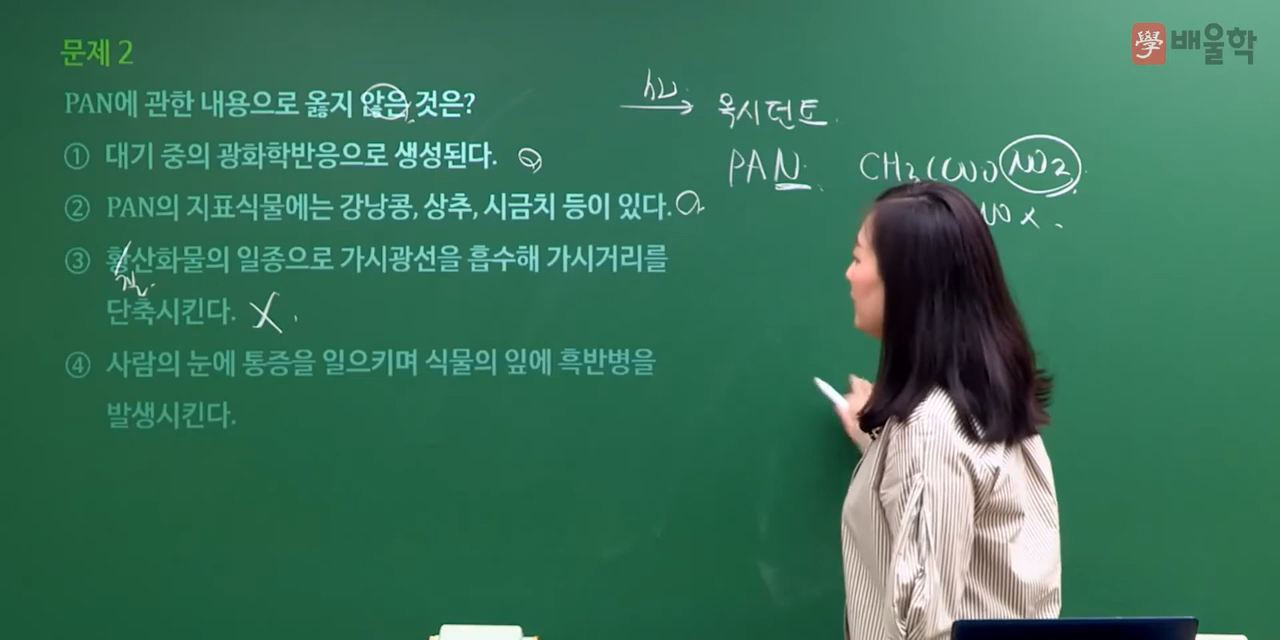 學 배울학
문제 2
PAN에 관한 내용으로 옳지 않은 것은?
① 대기 중의 광화학반응으로 생성된다.
② PAN의 지표식물에는 강낭콩, 상추, 시금치 등이 있다.
③ 황산화물의 일종으로 가시광선을 흡수해 가시거리를
질
단축시킨다. X.
④ 사람의 눈에 통증을 일으키며 식물의 잎에 흑반병을
발생시킨다.
hν
옥시던트.
PAN.
NO2
NOx.